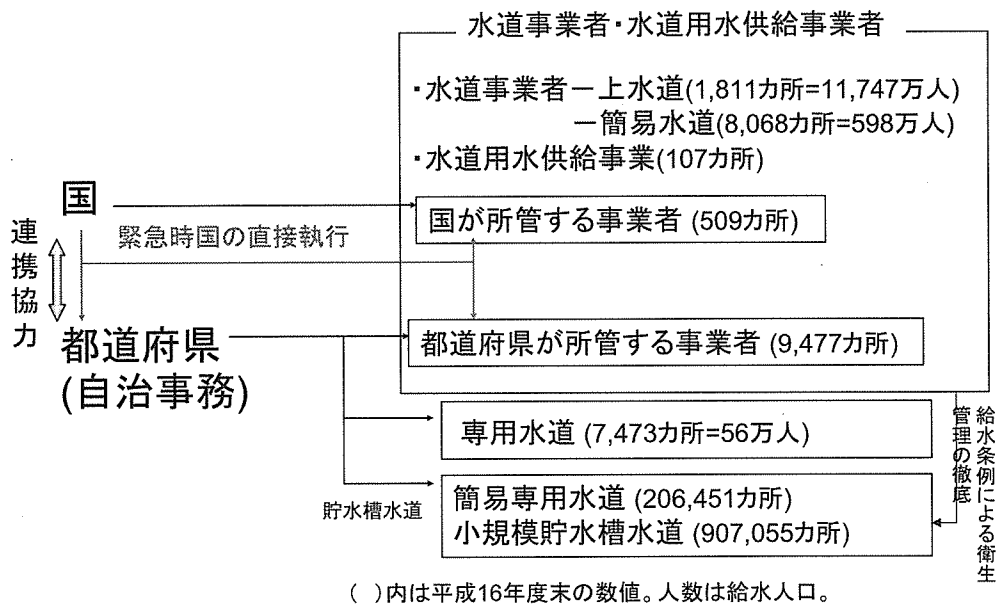 水道事業者・水道用水供給事業者
・水道事業者－上水道(1,811カ所=11,747万人)
－簡易水道(8,068カ所=598万人)
・水道用水供給事業(107カ所)
国
国が所管する事業者 (509カ所)
緊急時国の直接執行
連携協力
都道府県
(自治事務)
都道府県が所管する事業者 (9,477カ所)
専用水道 (7,473カ所=56万人)
給水条例による衛生
管理の徹底
貯水槽水道
簡易専用水道 (206,451カ所)
小規模貯水槽水道 (907,055カ所)
( )内は平成16年度末の数値。人数は給水人口。